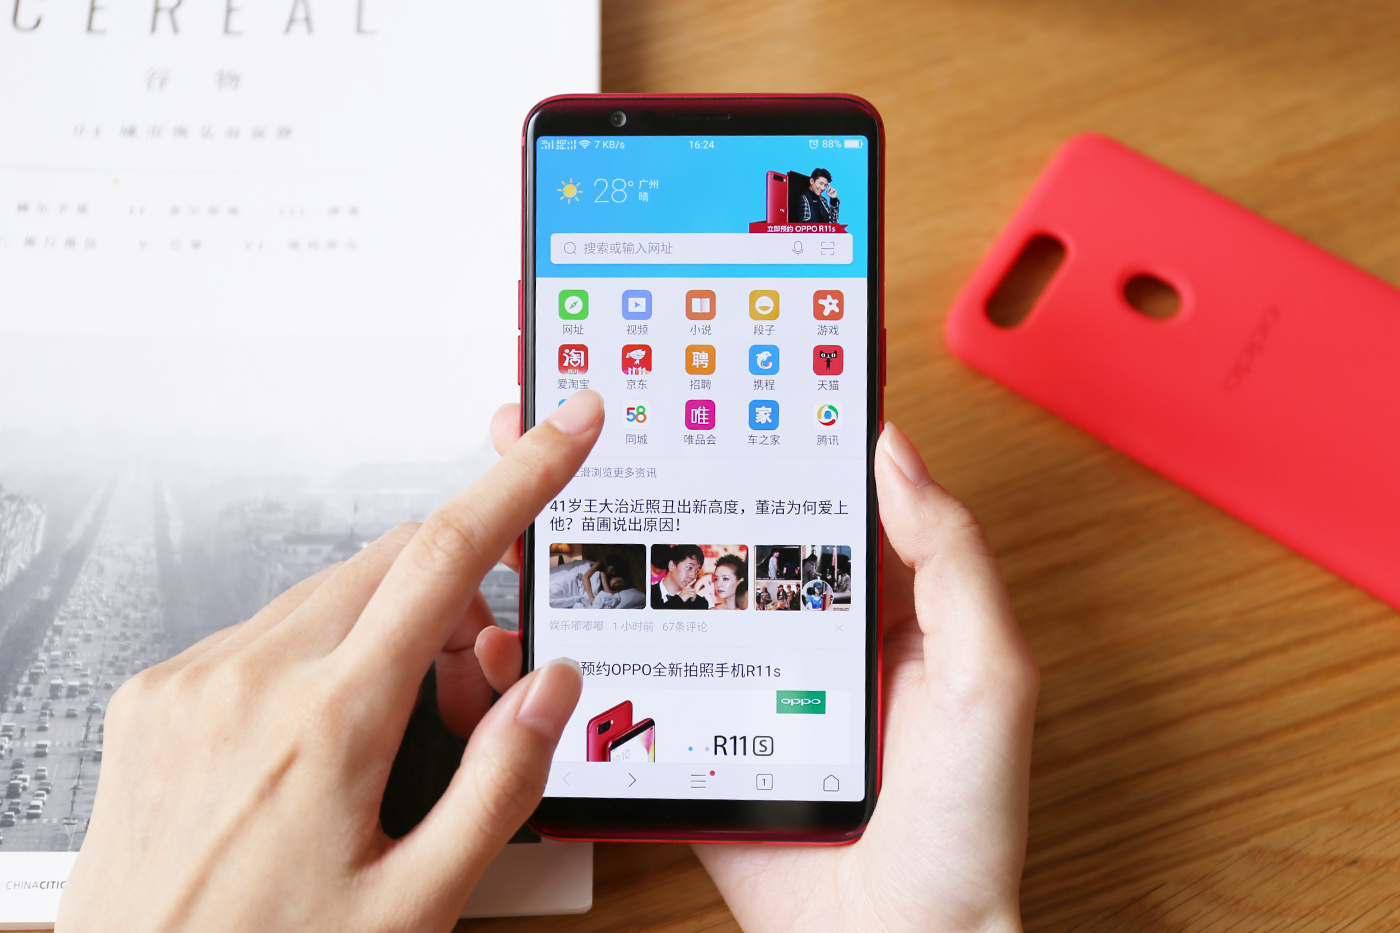 CEREAL
谷 物
7 KB/s
16:24
88%
28°
广州
晴
立即预约 OPPO R11s
搜索或输入网址
网址 视频 小说 段子 游戏
淘 聘
爱淘宝 京东 招聘 携程 天猫
58 唯 家
同城 唯品会 车之家 腾讯
滑浏览更多资讯
41岁王大治近照丑出新高度，董洁为何爱上
他？苗圃说出原因！
娱乐嘟嘟嘟 1 小时前 67条评论
预约OPPO全新拍照手机R11s
oppo
R11 S
1
CHINACITIC
oppo